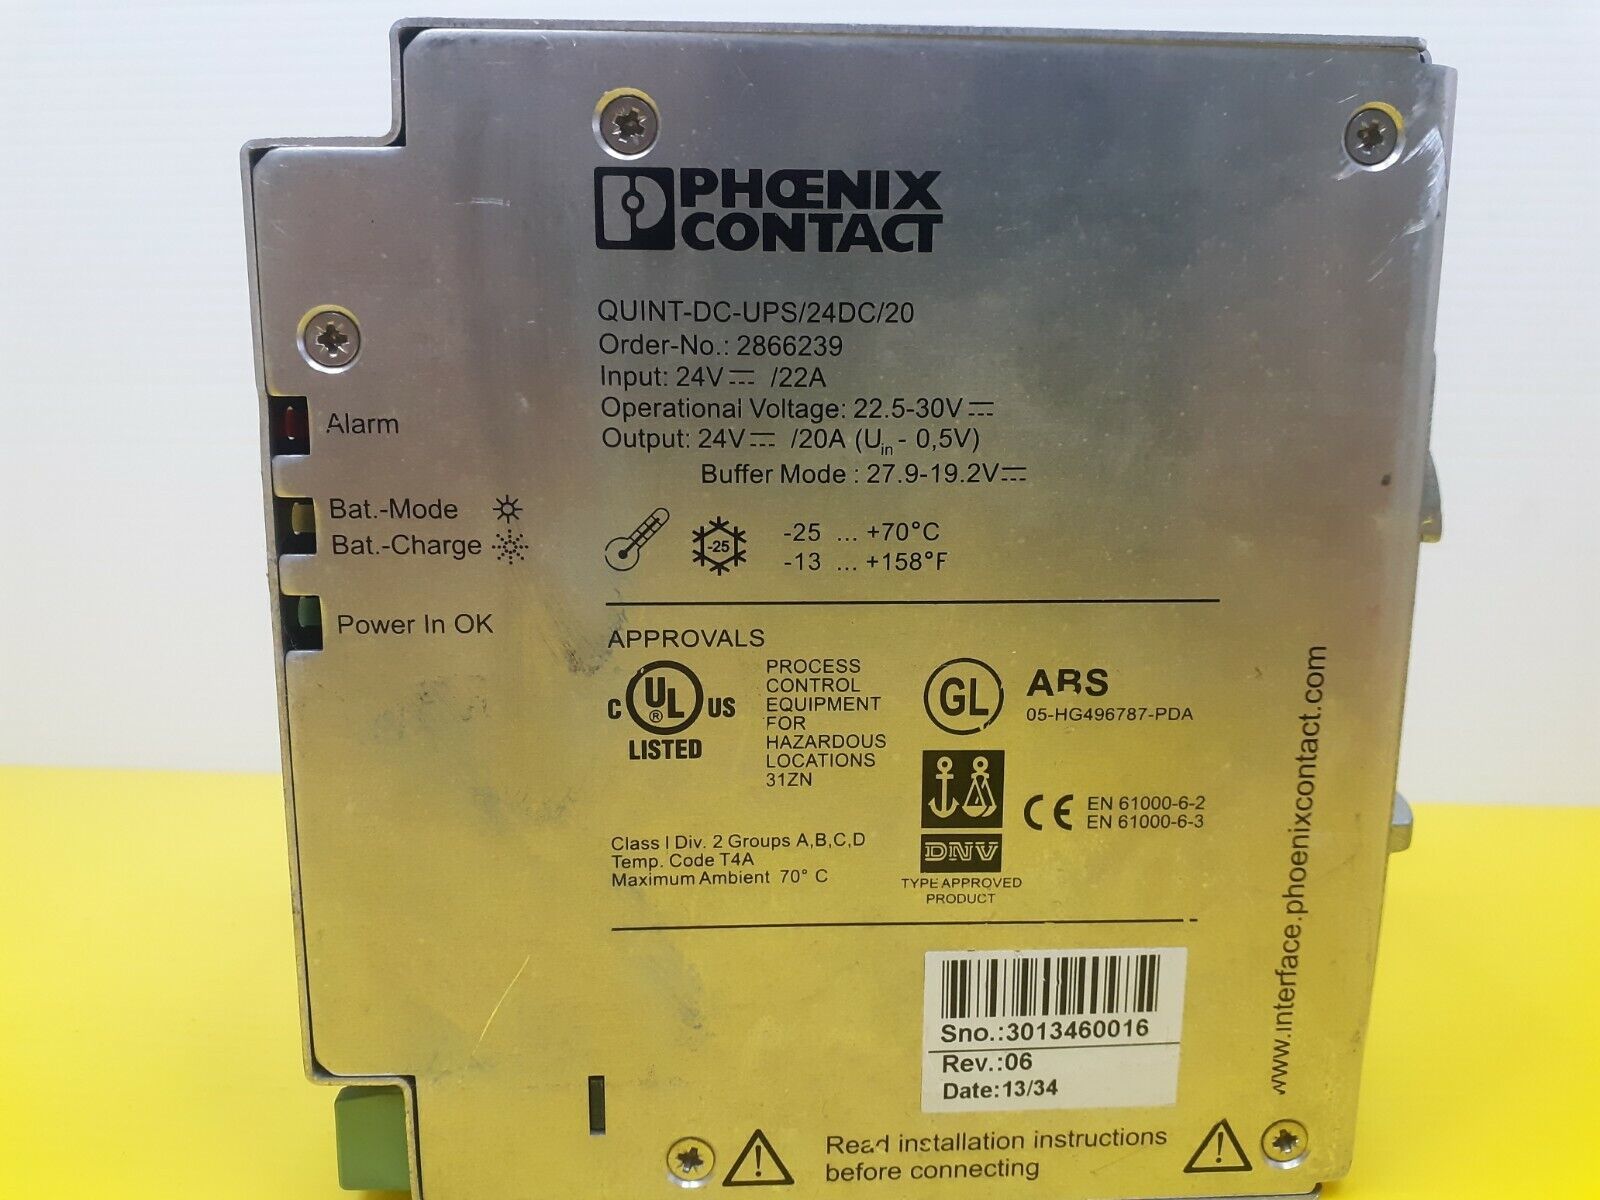 PHŒNIX
CONTACT
QUINT-DC-UPS/24DC/20
Order-No.: 2866239
Input: 24V⎓ /22A
Operational Voltage: 22.5-30V⎓
Output: 24V⎓ /20A (Uin - 0,5V)
Buffer Mode : 27.9-19.2V⎓
Alarm
Bat.-Mode
Bat.-Charge
Power In OK
-25
-25 ... +70°C
-13 ... +158°F
APPROVALS
C UL ® US
LISTED
PROCESS
CONTROL
EQUIPMENT
FOR
HAZARDOUS
LOCATIONS
31ZN
GL
ABS
05-HG496787-PDA
DNV
TYPE APPROVED
PRODUCT
CE
EN 61000-6-2
EN 61000-6-3
Class I Div. 2 Groups A,B,C,D
Temp. Code T4A
Maximum Ambient 70° C
www.interface.phoenixcontact.com
Sno.:3013460016
Rev.:06
Date:13/34
Read installation instructions
before connecting